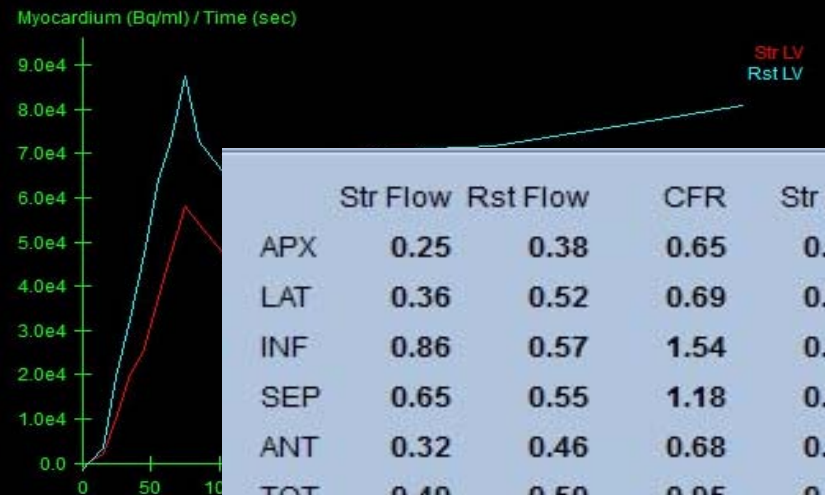 Myocardium (Bq/ml) / Time (sec)
Str LV
Rst LV
9.0e4
8.0e4
7.0e4
6.0e4
5.0e4
4.0e4
3.0e4
2.0e4
1.0e4
0.0
0 50
Str Flow Rst Flow CFR Str
APX 0.25 0.38 0.65
LAT 0.36 0.52 0.69
INF 0.86 0.57 1.54
SEP 0.65 0.55 1.18
ANT 0.32 0.46 0.68
TOT